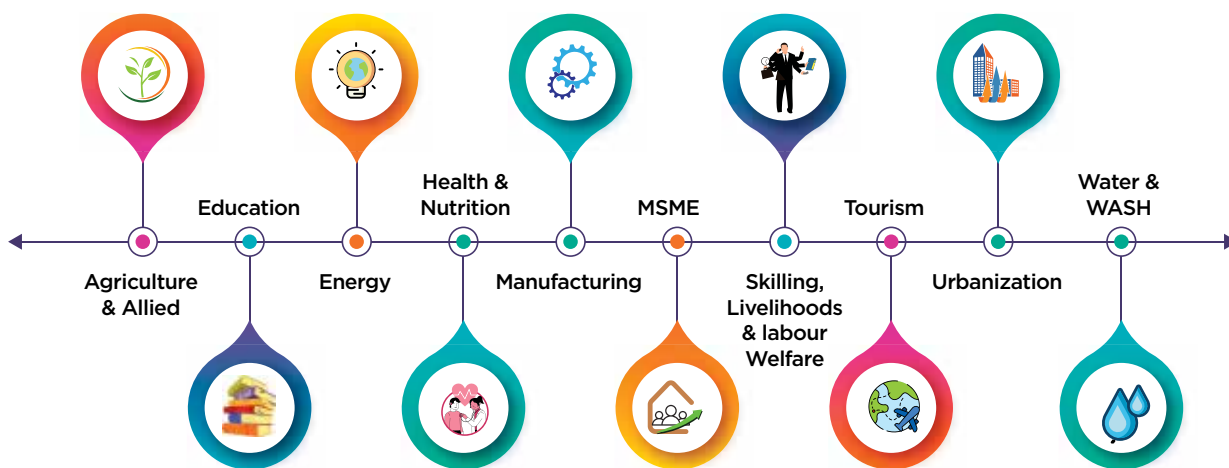 Agriculture
& Allied
Education
Energy
Health &
Nutrition
Manufacturing
MSME
Skilling,
Livelihoods
& labour
Welfare
Tourism
Urbanization
Water &
WASH